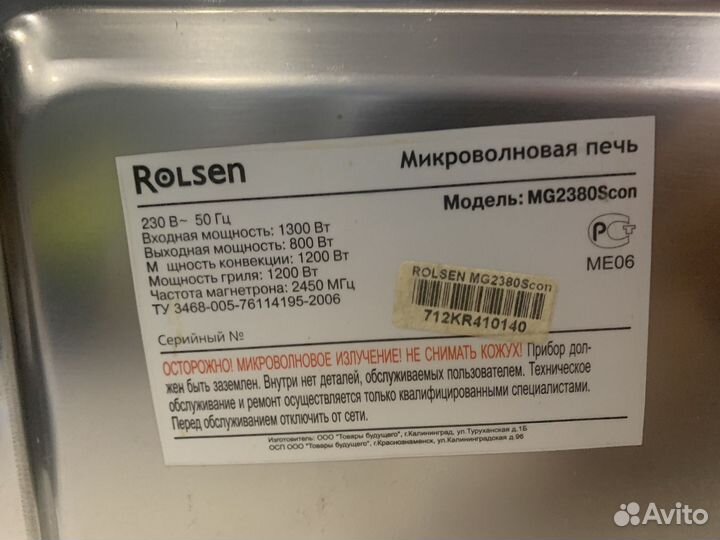 ROLSEN
Микроволновая печь
Модель: MG2380Scon
230 В~ 50 Гц
Входная мощность: 1300 Вт
Выходная мощность: 800 Вт
М щность конвекции: 1200 Вт
Мощность гриля: 1200 Вт
Частота магнетрона: 2450 МГц
ТУ 3468-005-76114195-2006
РСТ
ME06
ROLSEN MG2380Scon
712KR410140
Серийный №
ОСТОРОЖНО! МИКРОВОЛНОВОЕ ИЗЛУЧЕНИЕ! НЕ СНИМАТЬ КОЖУХ! Прибор дол-
жен быть заземлен. Внутри нет деталей, обслуживаемых пользователем. Техническое
обслуживание и ремонт осуществляется только квалифицированными специалистами.
Перед обслуживанием отключить от сети.
Изготовитель: ООО "Товары будущего", г.Калининград, ул.Туруханская д.1Б
ОСП ООО "Товары будущего", г.Краснознаменск, ул.Калининградская д.96
Avito